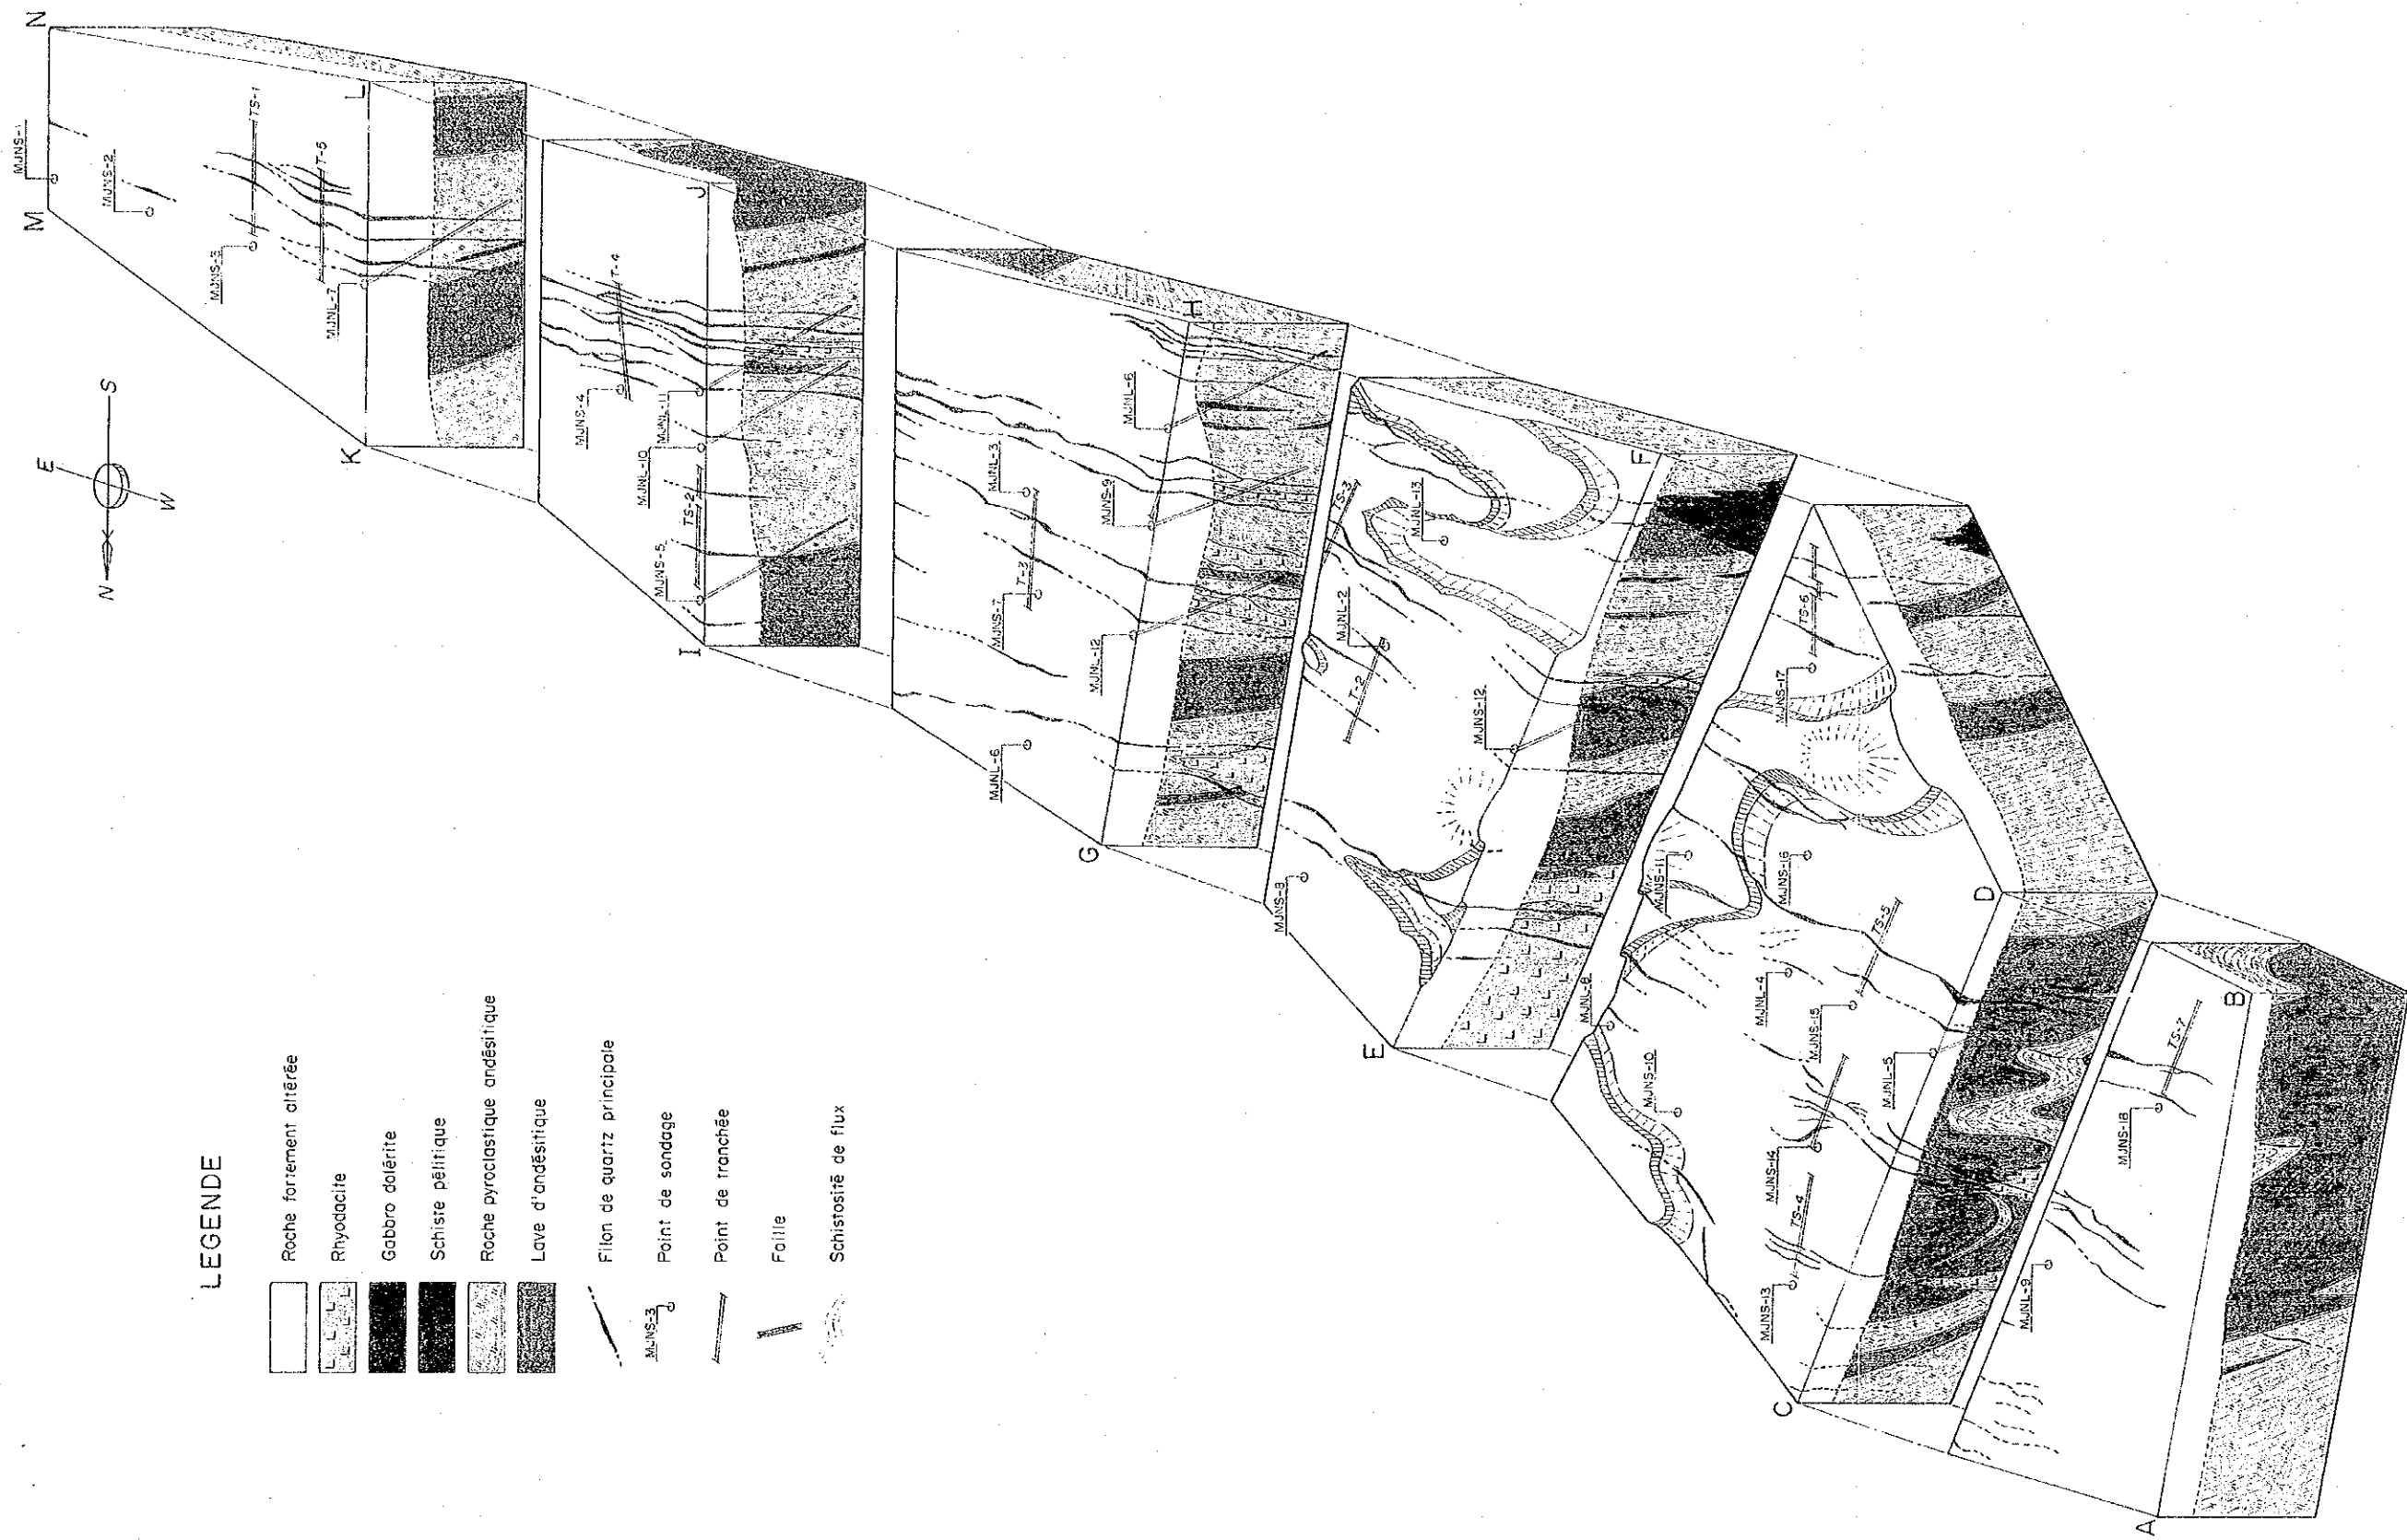 N
M
MJNS-1
MJNS-2
TS-1
T-5
L
MJNL-7
K
E
S
N
W
J
T-4
MJNS-4
MJNL-11
MJNL-10
TS-2
MJNS-5
I
H
MJNL-3
MJNS-9
T-3
MJNS-7
MJNL-12
MJNL-6
G
F
TS-3
MJNL-13
MJNL-2
T-2
MJNS-12
MJNS-8
E
TS-6
MJNS-17
MJNS-11
MJNS-16
D
TS-5
MJNL-4
MJNS-15
MJNL-5
MJNS-10
MJNS-14
TS-4
MJNS-13
C
B
TS-7
MJNS-18
MJNL-9
A
LEGENDE
Roche fortement altérée
Rhyodacite
Gabbro dolérite
Schiste pélitique
Roche pyroclastique andésitique
Lave d'andésitique
Filon de quartz principale
MJNS-3
Point de sondage
Point de tranchée
Faille
Schistosité de flux